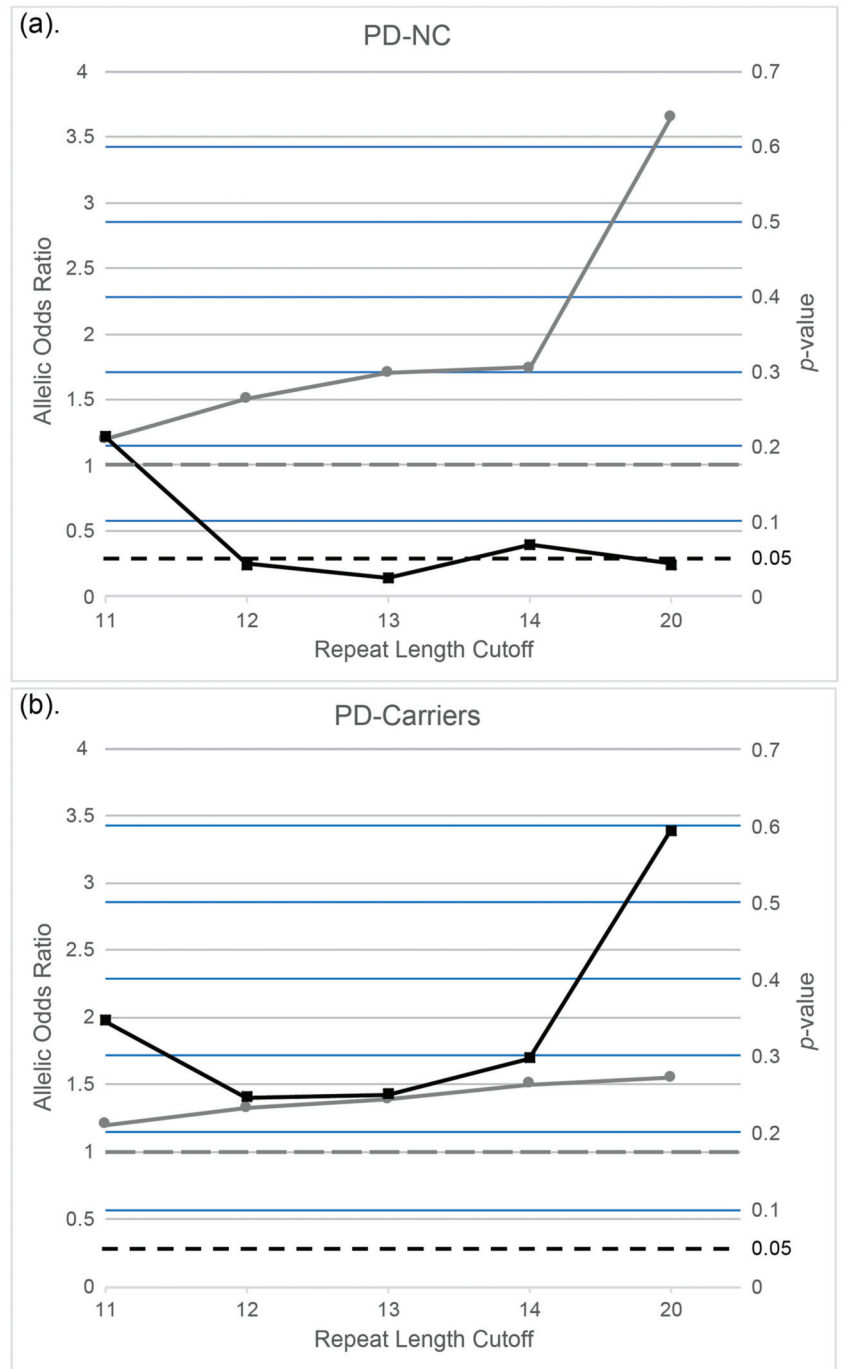 (a).
PD-NC
4 0.7
3.5 0.6
3 0.5
2.5 0.4
2 0.3
1.5 0.2
1 0.1
0.5 0.05
0 0
Allelic Odds Ratio
p-value
11 12 13 14 20
Repeat Length Cutoff
(b).
PD-Carriers
4 0.7
3.5 0.6
3 0.5
2.5 0.4
2 0.3
1.5 0.2
1 0.1
0.5 0.05
0 0
Allelic Odds Ratio
p-value
11 12 13 14 20
Repeat Length Cutoff